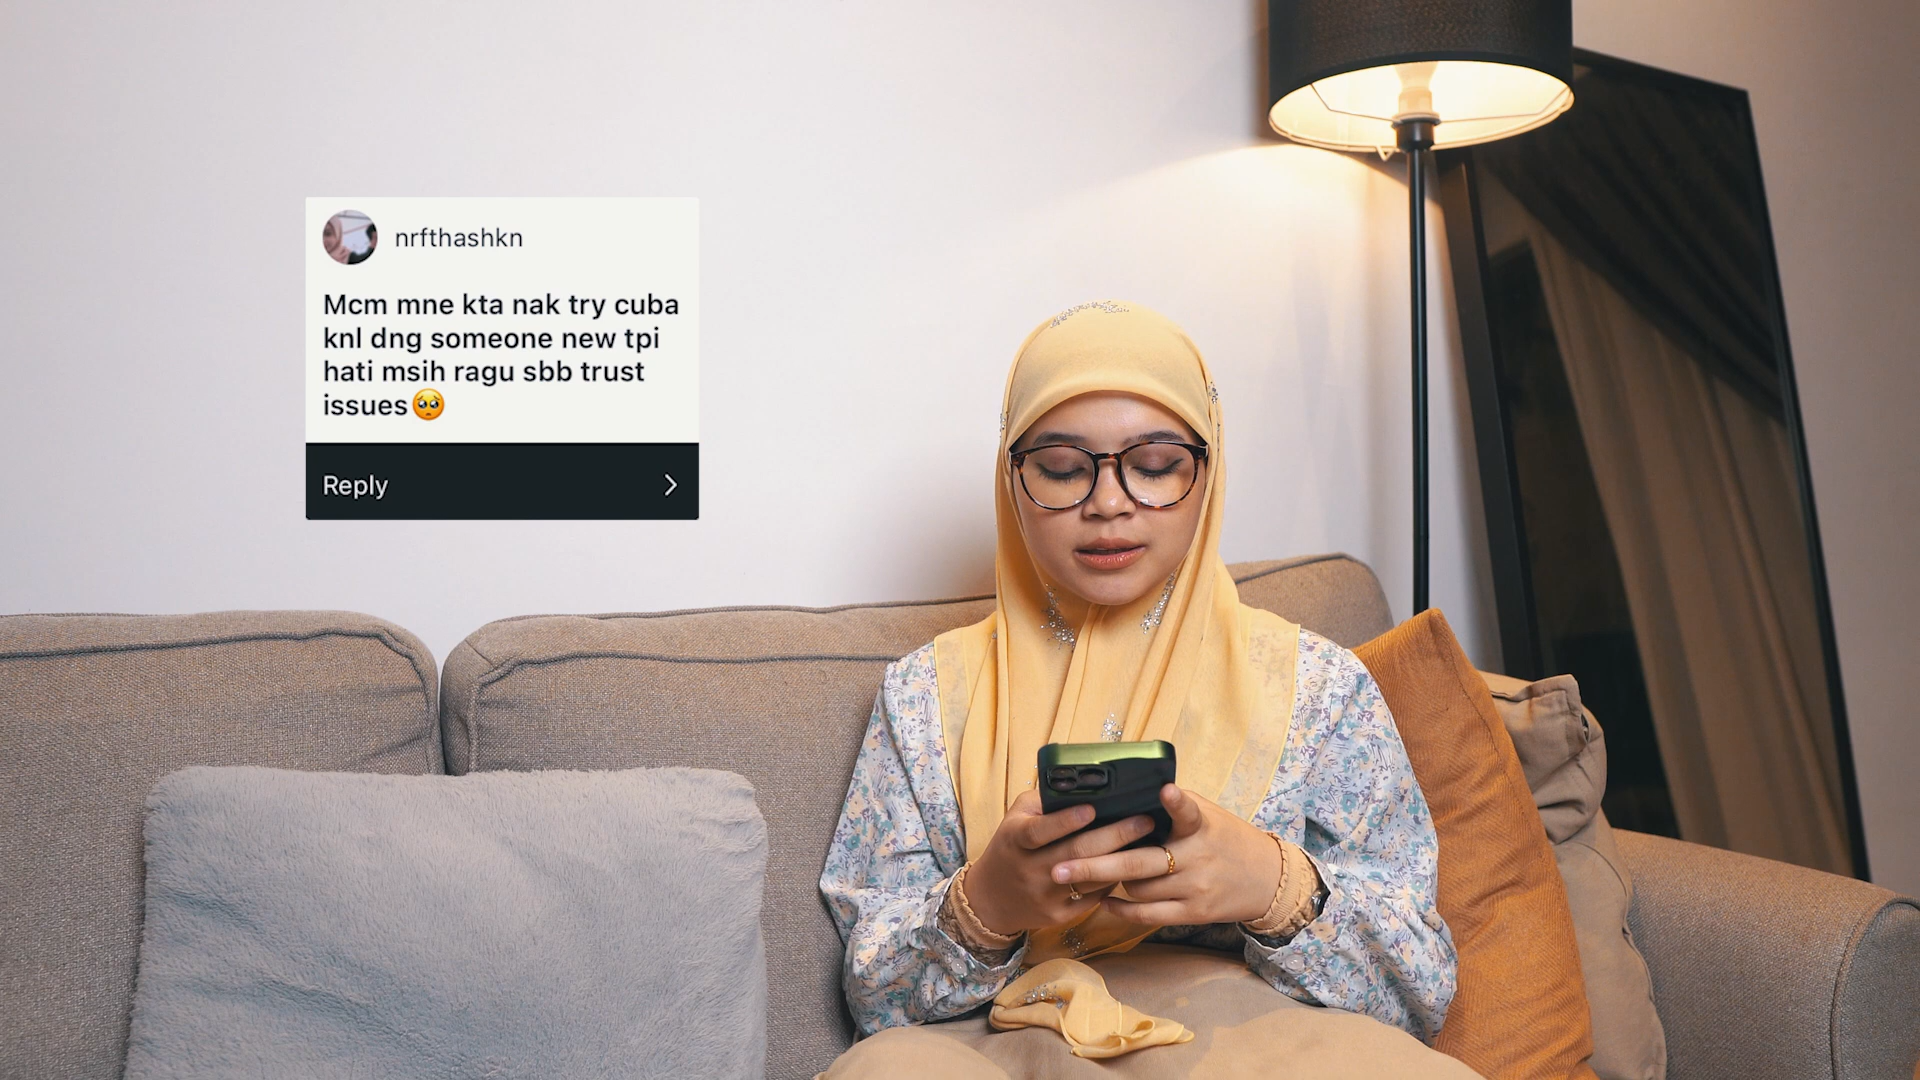 nrfthashkn
Mcm mne kta nak try cuba
knl dng someone new tpi
hati msih ragu sbb trust
issues🥺
Reply